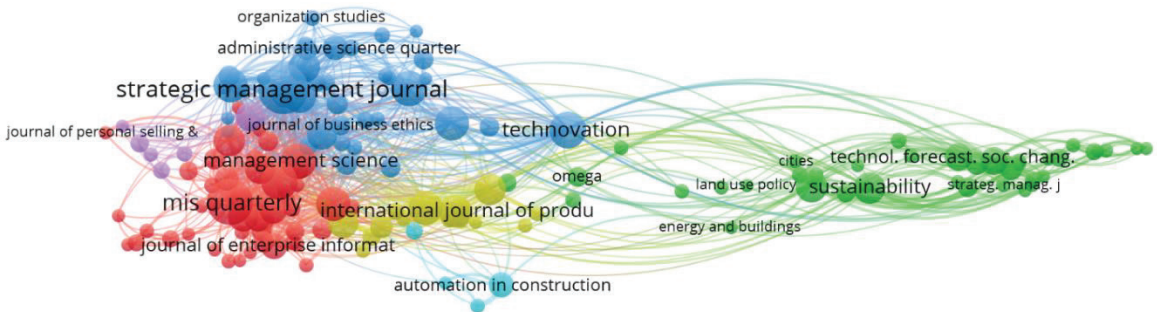 organization studies
administrative science quarter
strategic management journal
journal of personal selling &
journal of business ethics
technovation
management science
omega
cities
technol. forecast. soc. chang.
land use policy
sustainability
strateg. manag. j
mis quarterly
international journal of produ
energy and buildings
journal of enterprise informat
automation in construction